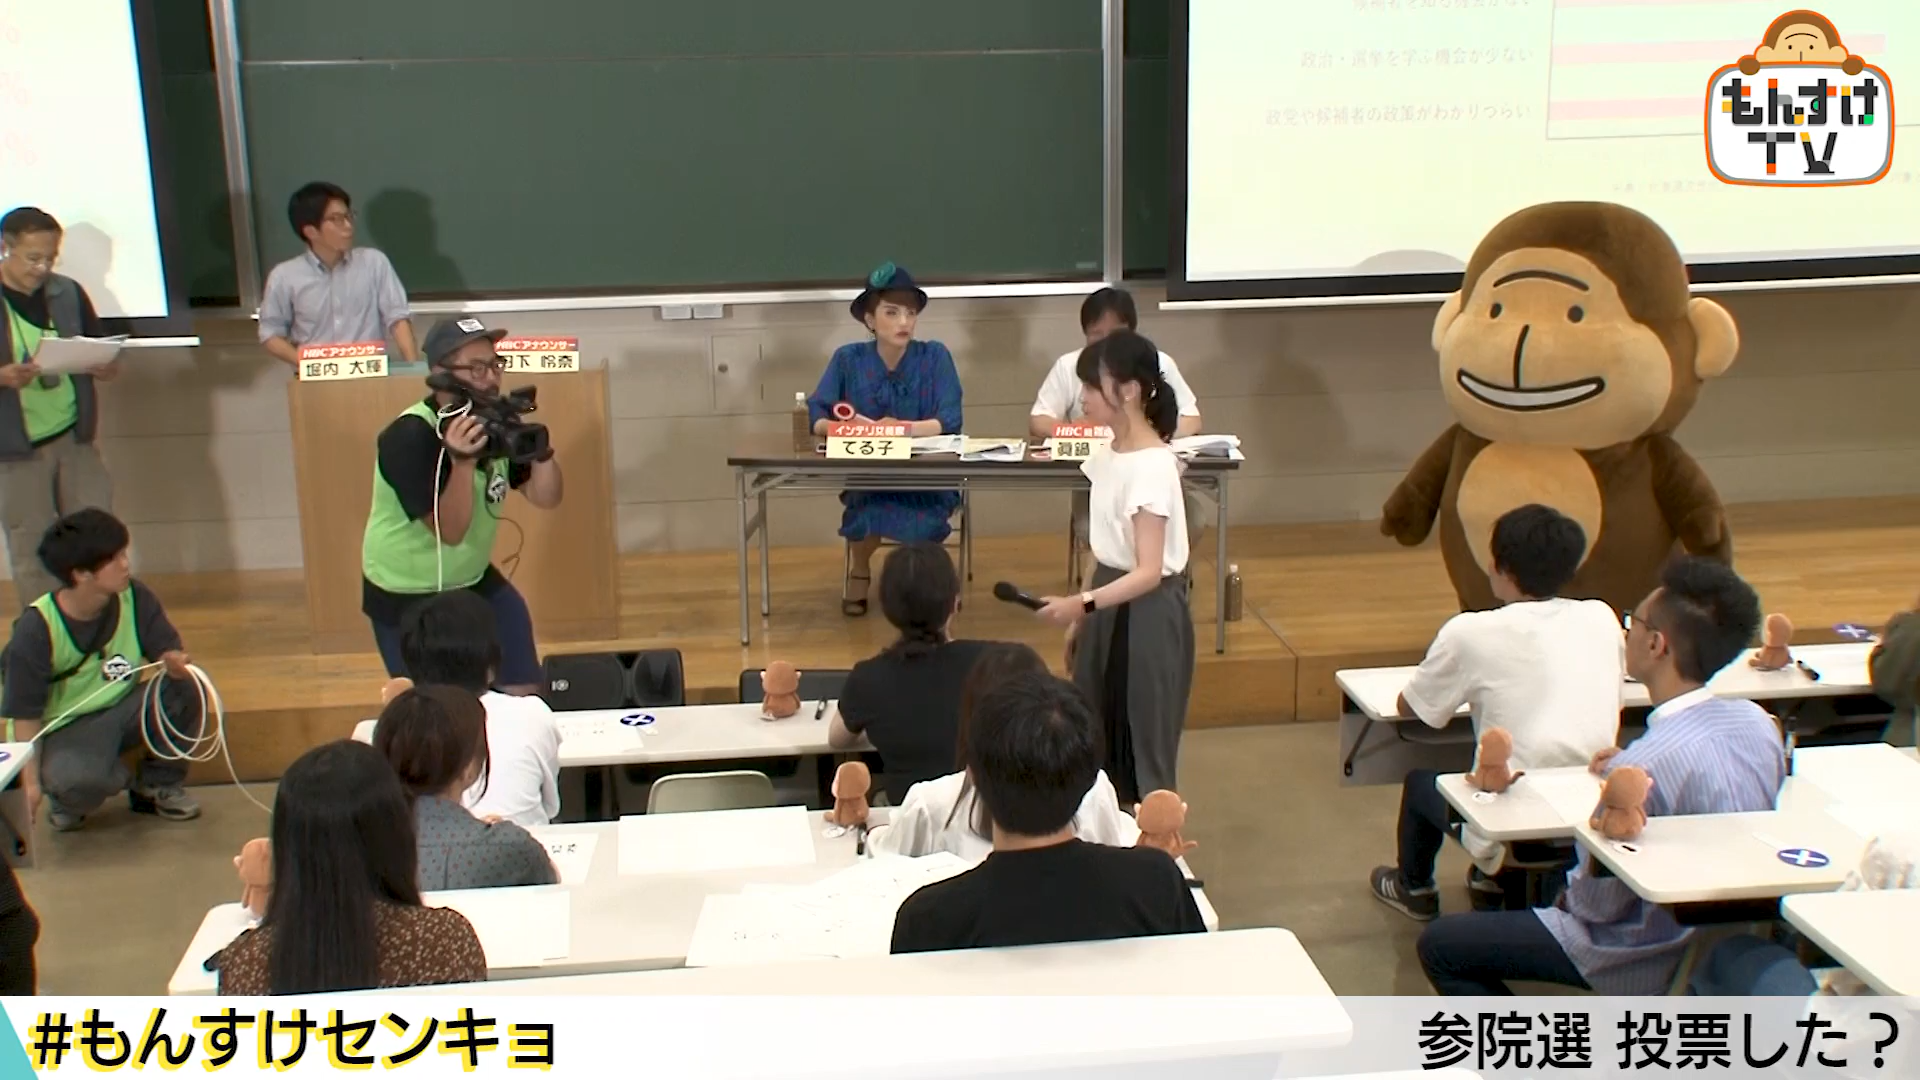 政治・選挙を学ぶ機会が少ない
政党や候補者の政策がわかりづらい
もんすけ
TV
HBCアナウンサー
堀内 大輝
HBCアナウンサー
怜奈
インテリ女装家
てる子
HBC
眞鍋
#もんすけセンキョ
参院選 投票した？